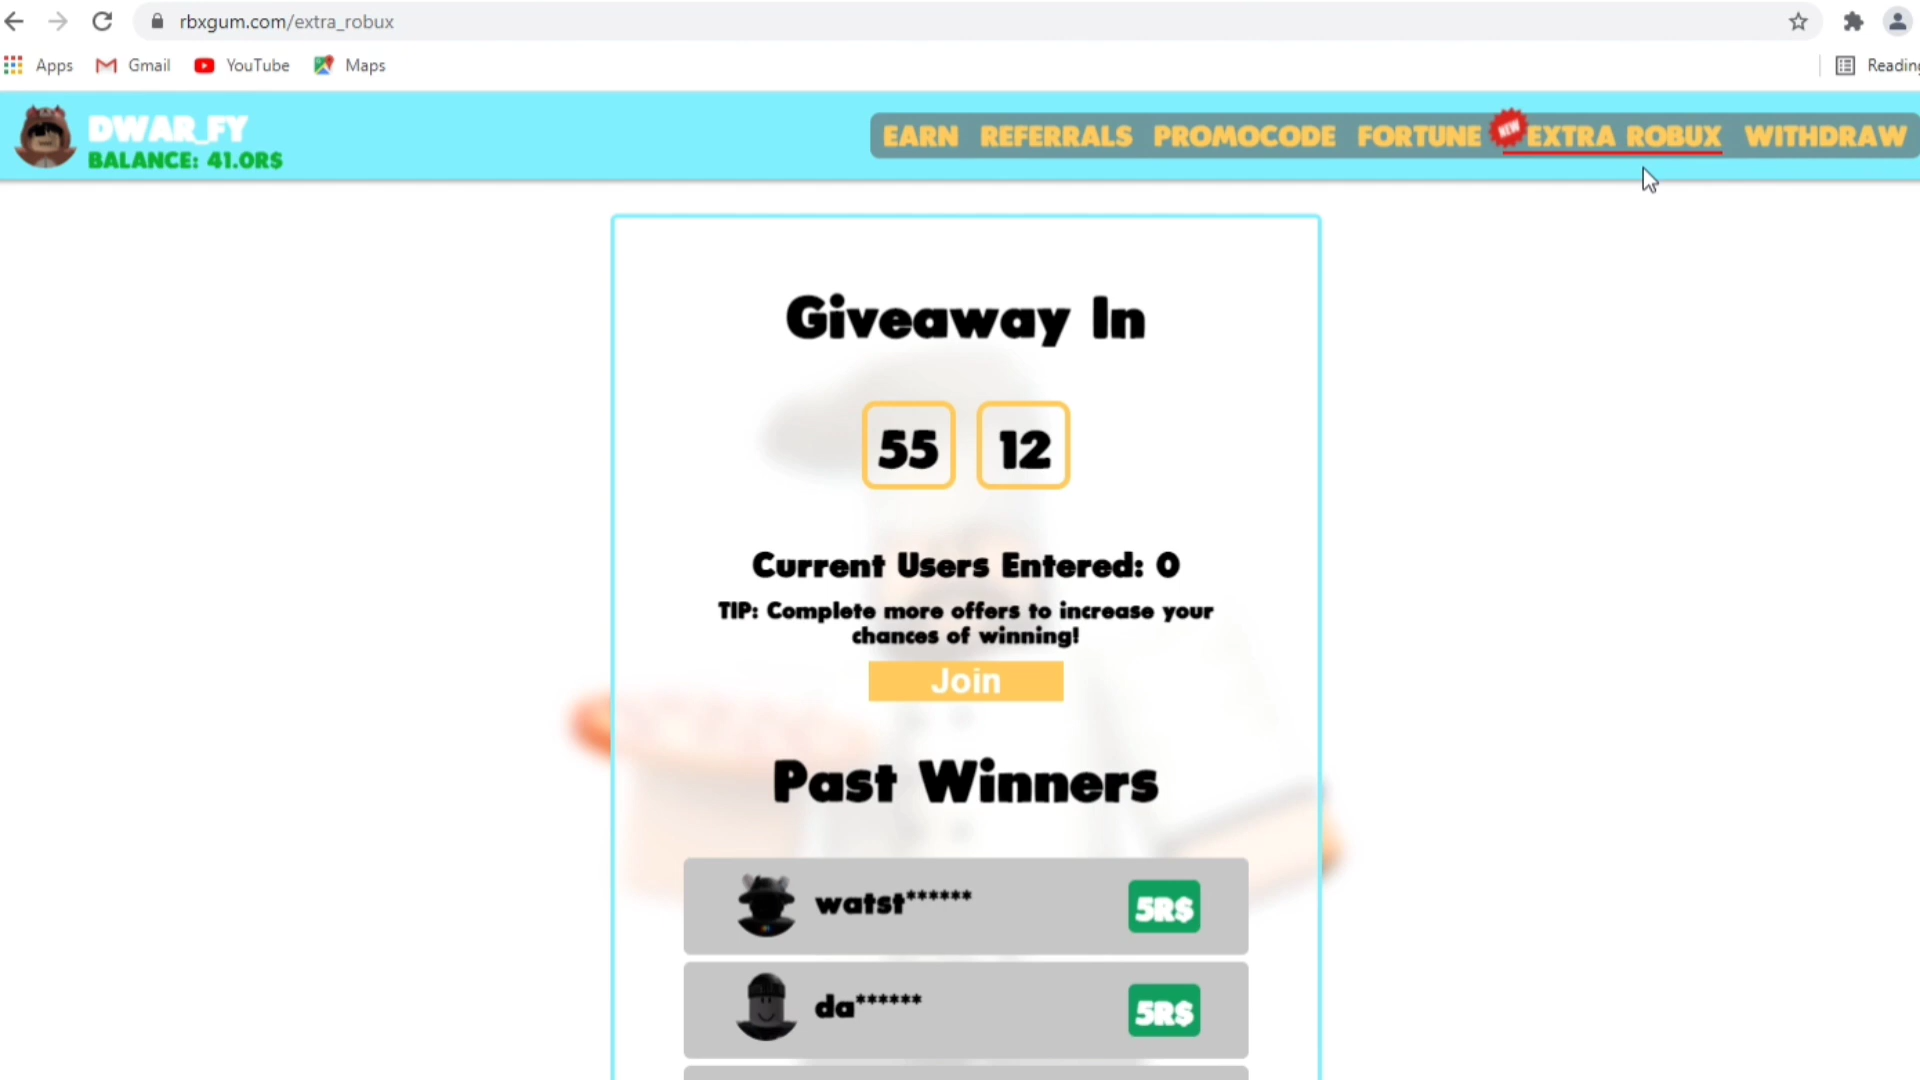 rbxgum.com/extra_robux
Apps Gmail YouTube Maps Reading
DWAR_FY
BALANCE: 41.0R$
EARN REFERRALS PROMOCODE FORTUNE NEW EXTRA ROBUX WITHDRAW
Giveaway In
55 12
Current Users Entered: 0
TIP: Complete more offers to increase your
chances of winning!
Join
Past Winners
watst****** 5R$
da****** 5R$